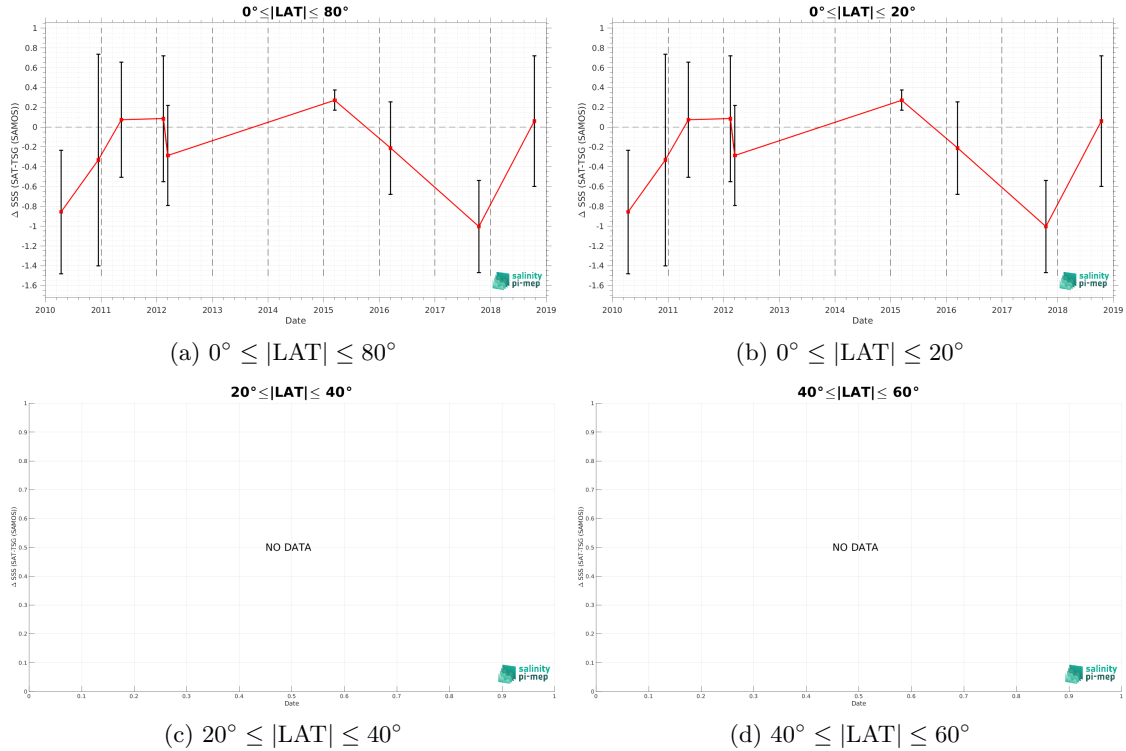 0°≤|LAT|≤ 80°
1
0.8
0.6
0.4
0.2
0
-0.2
-0.4
-0.6
-0.8
-1
-1.2
-1.4
-1.6
Δ SSS (SAT-TSG (SAMOS))
2010 2011 2012 2013 2014 2015 2016 2017 2018 2019
Date
salinity
pi-mep
(a) 0° ≤ |LAT| ≤ 80°
0°≤|LAT|≤ 20°
1
0.8
0.6
0.4
0.2
0
-0.2
-0.4
-0.6
-0.8
-1
-1.2
-1.4
-1.6
Δ SSS (SAT-TSG (SAMOS))
2010 2011 2012 2013 2014 2015 2016 2017 2018 2019
Date
salinity
pi-mep
(b) 0° ≤ |LAT| ≤ 20°
20°≤|LAT|≤ 40°
1
0.9
0.8
0.7
0.6
0.5
0.4
0.3
0.2
0.1
0
Δ SSS (SAT-TSG (SAMOS))
NO DATA
0 0.1 0.2 0.3 0.4 0.5 0.6 0.7 0.8 0.9 1
Date
salinity
pi-mep
(c) 20° ≤ |LAT| ≤ 40°
40°≤|LAT|≤ 60°
1
0.9
0.8
0.7
0.6
0.5
0.4
0.3
0.2
0.1
0
Δ SSS (SAT-TSG (SAMOS))
NO DATA
0 0.1 0.2 0.3 0.4 0.5 0.6 0.7 0.8 0.9 1
Date
salinity
pi-mep
(d) 40° ≤ |LAT| ≤ 60°